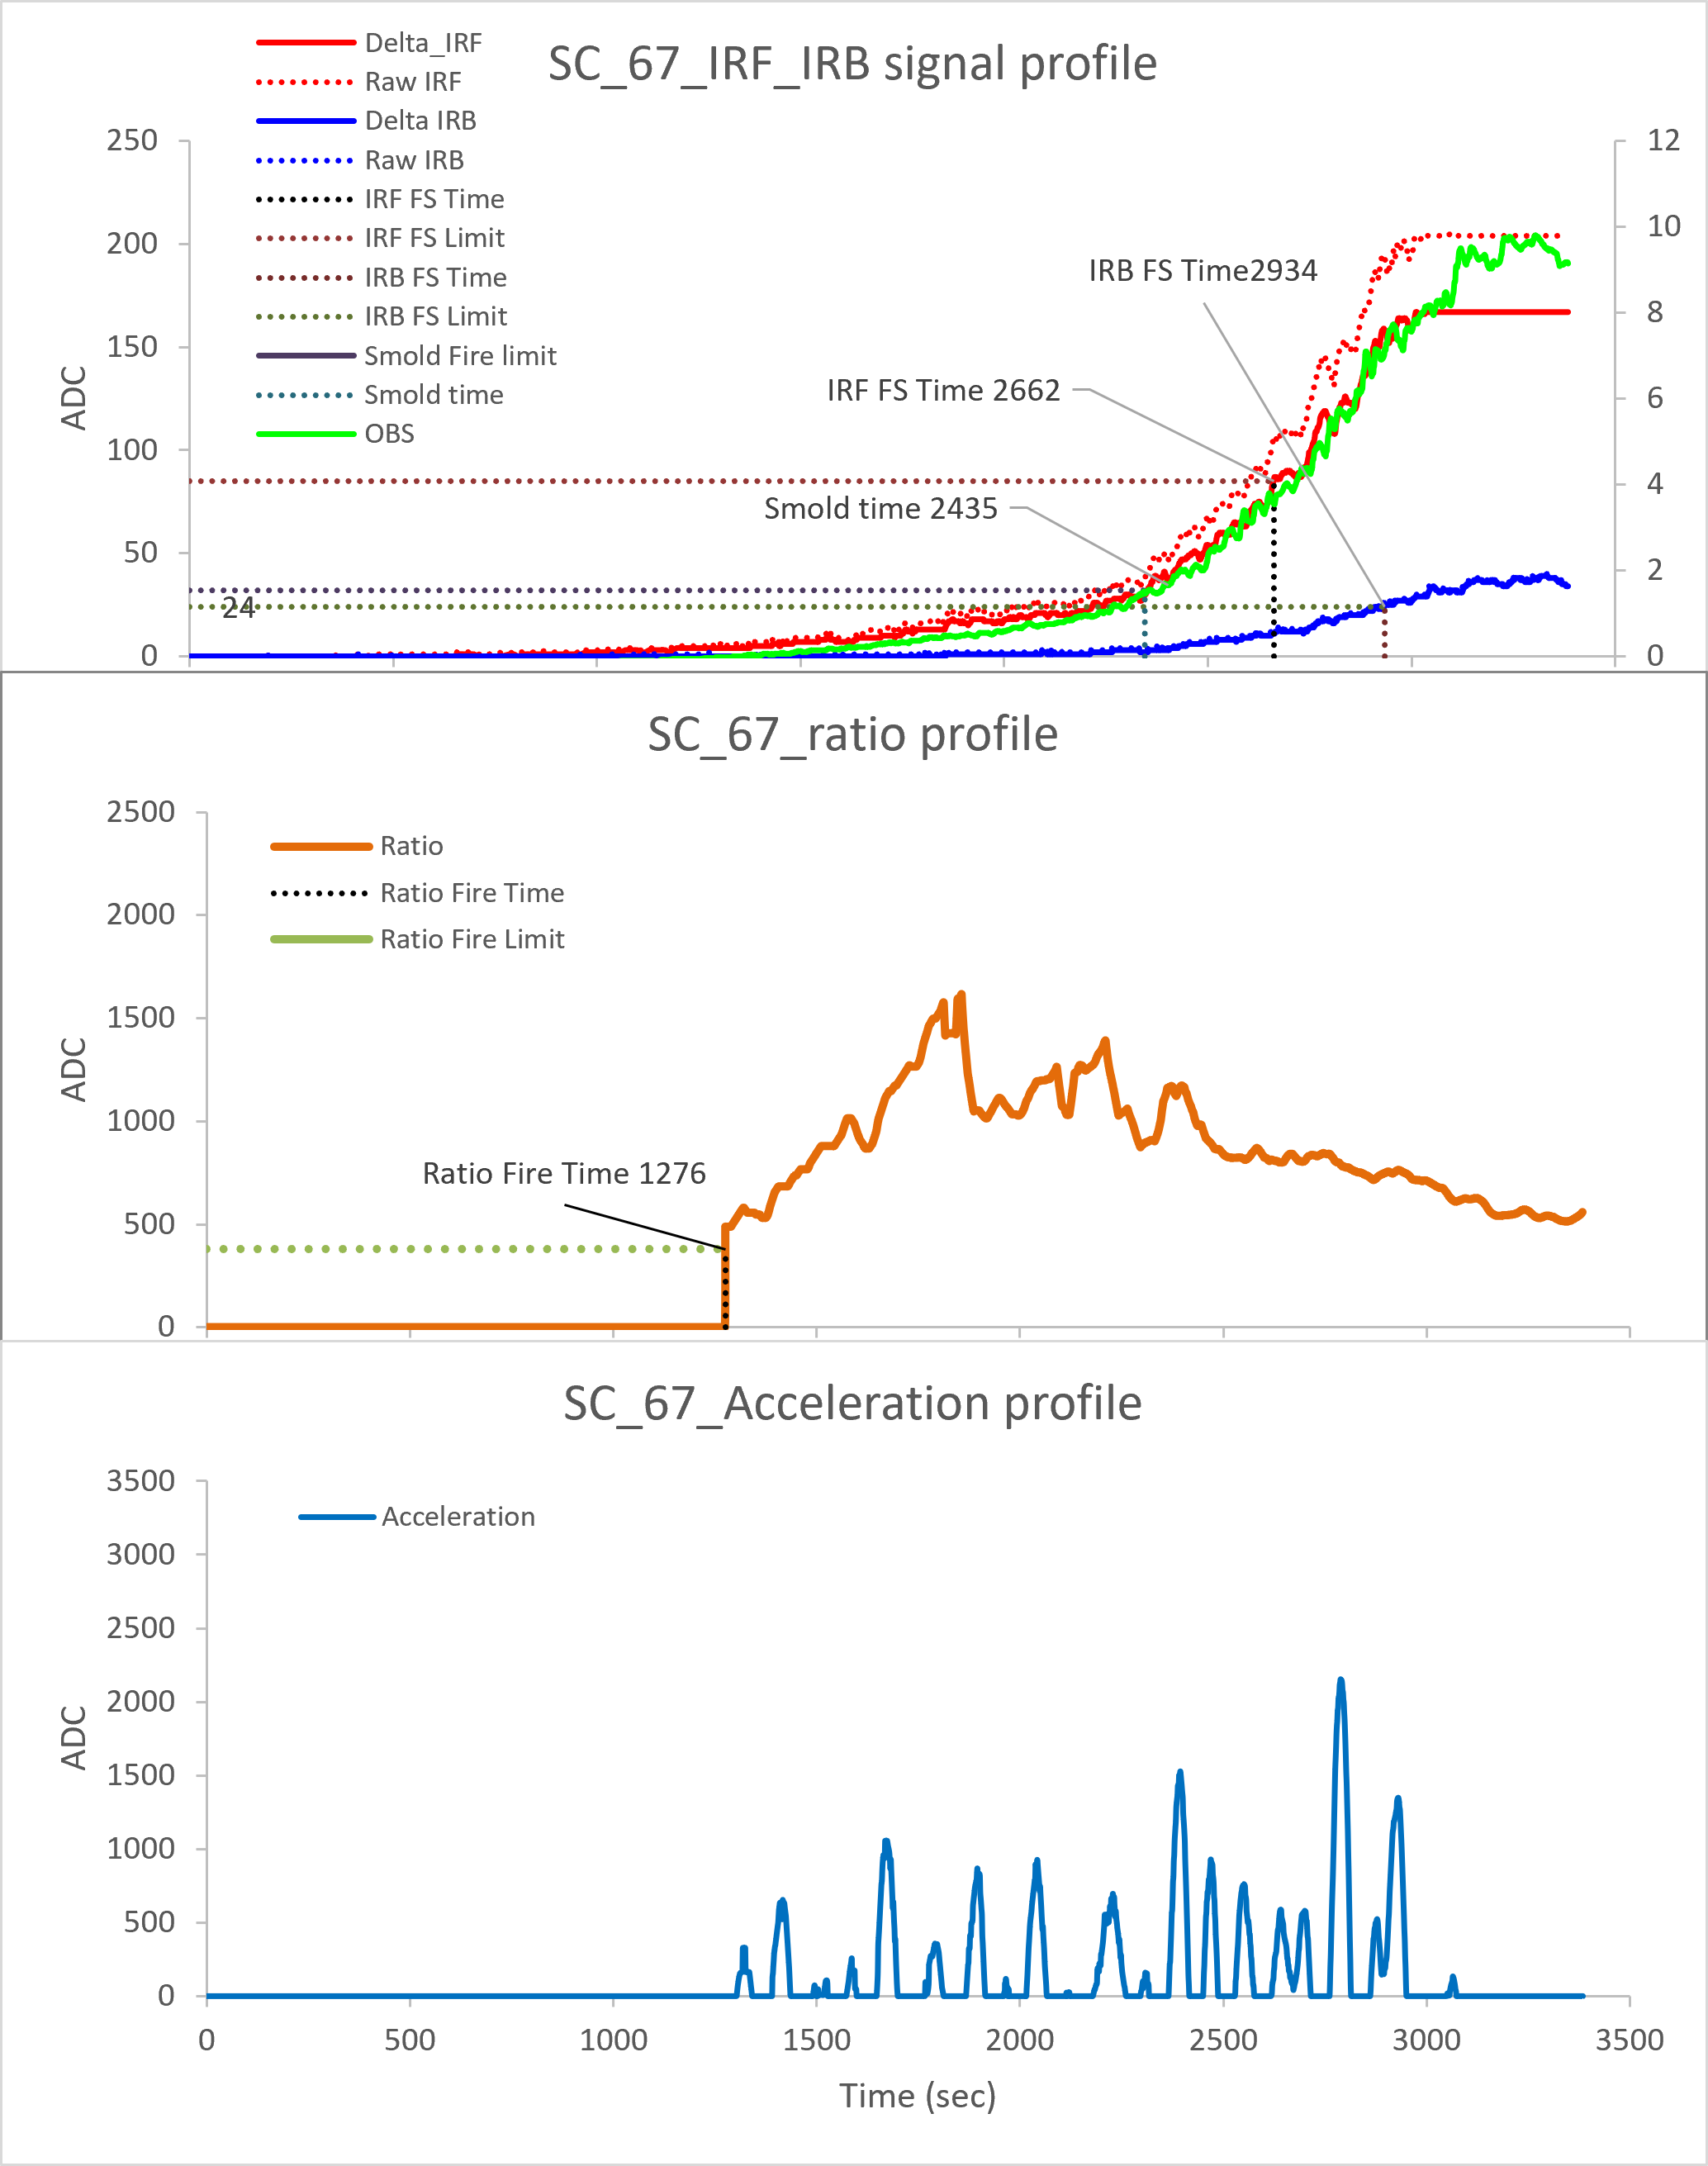 SC_67_IRF_IRB signal profile
Delta_IRF
Raw IRF
Delta IRB
Raw IRB
IRF FS Time
IRF FS Limit
IRB FS Time
IRB FS Limit
Smold Fire limit
Smold time
OBS
250
200
150
100
50
0
ADC
12
10
8
6
4
2
0
IRB FS Time2934
IRF FS Time 2662
Smold time 2435
24
SC_67_ratio profile
2500
2000
1500
1000
500
0
ADC
Ratio
Ratio Fire Time
Ratio Fire Limit
Ratio Fire Time 1276
SC_67_Acceleration profile
3500
3000
2500
2000
1500
1000
500
0
ADC
Acceleration
0 500 1000 1500 2000 2500 3000 3500
Time (sec)